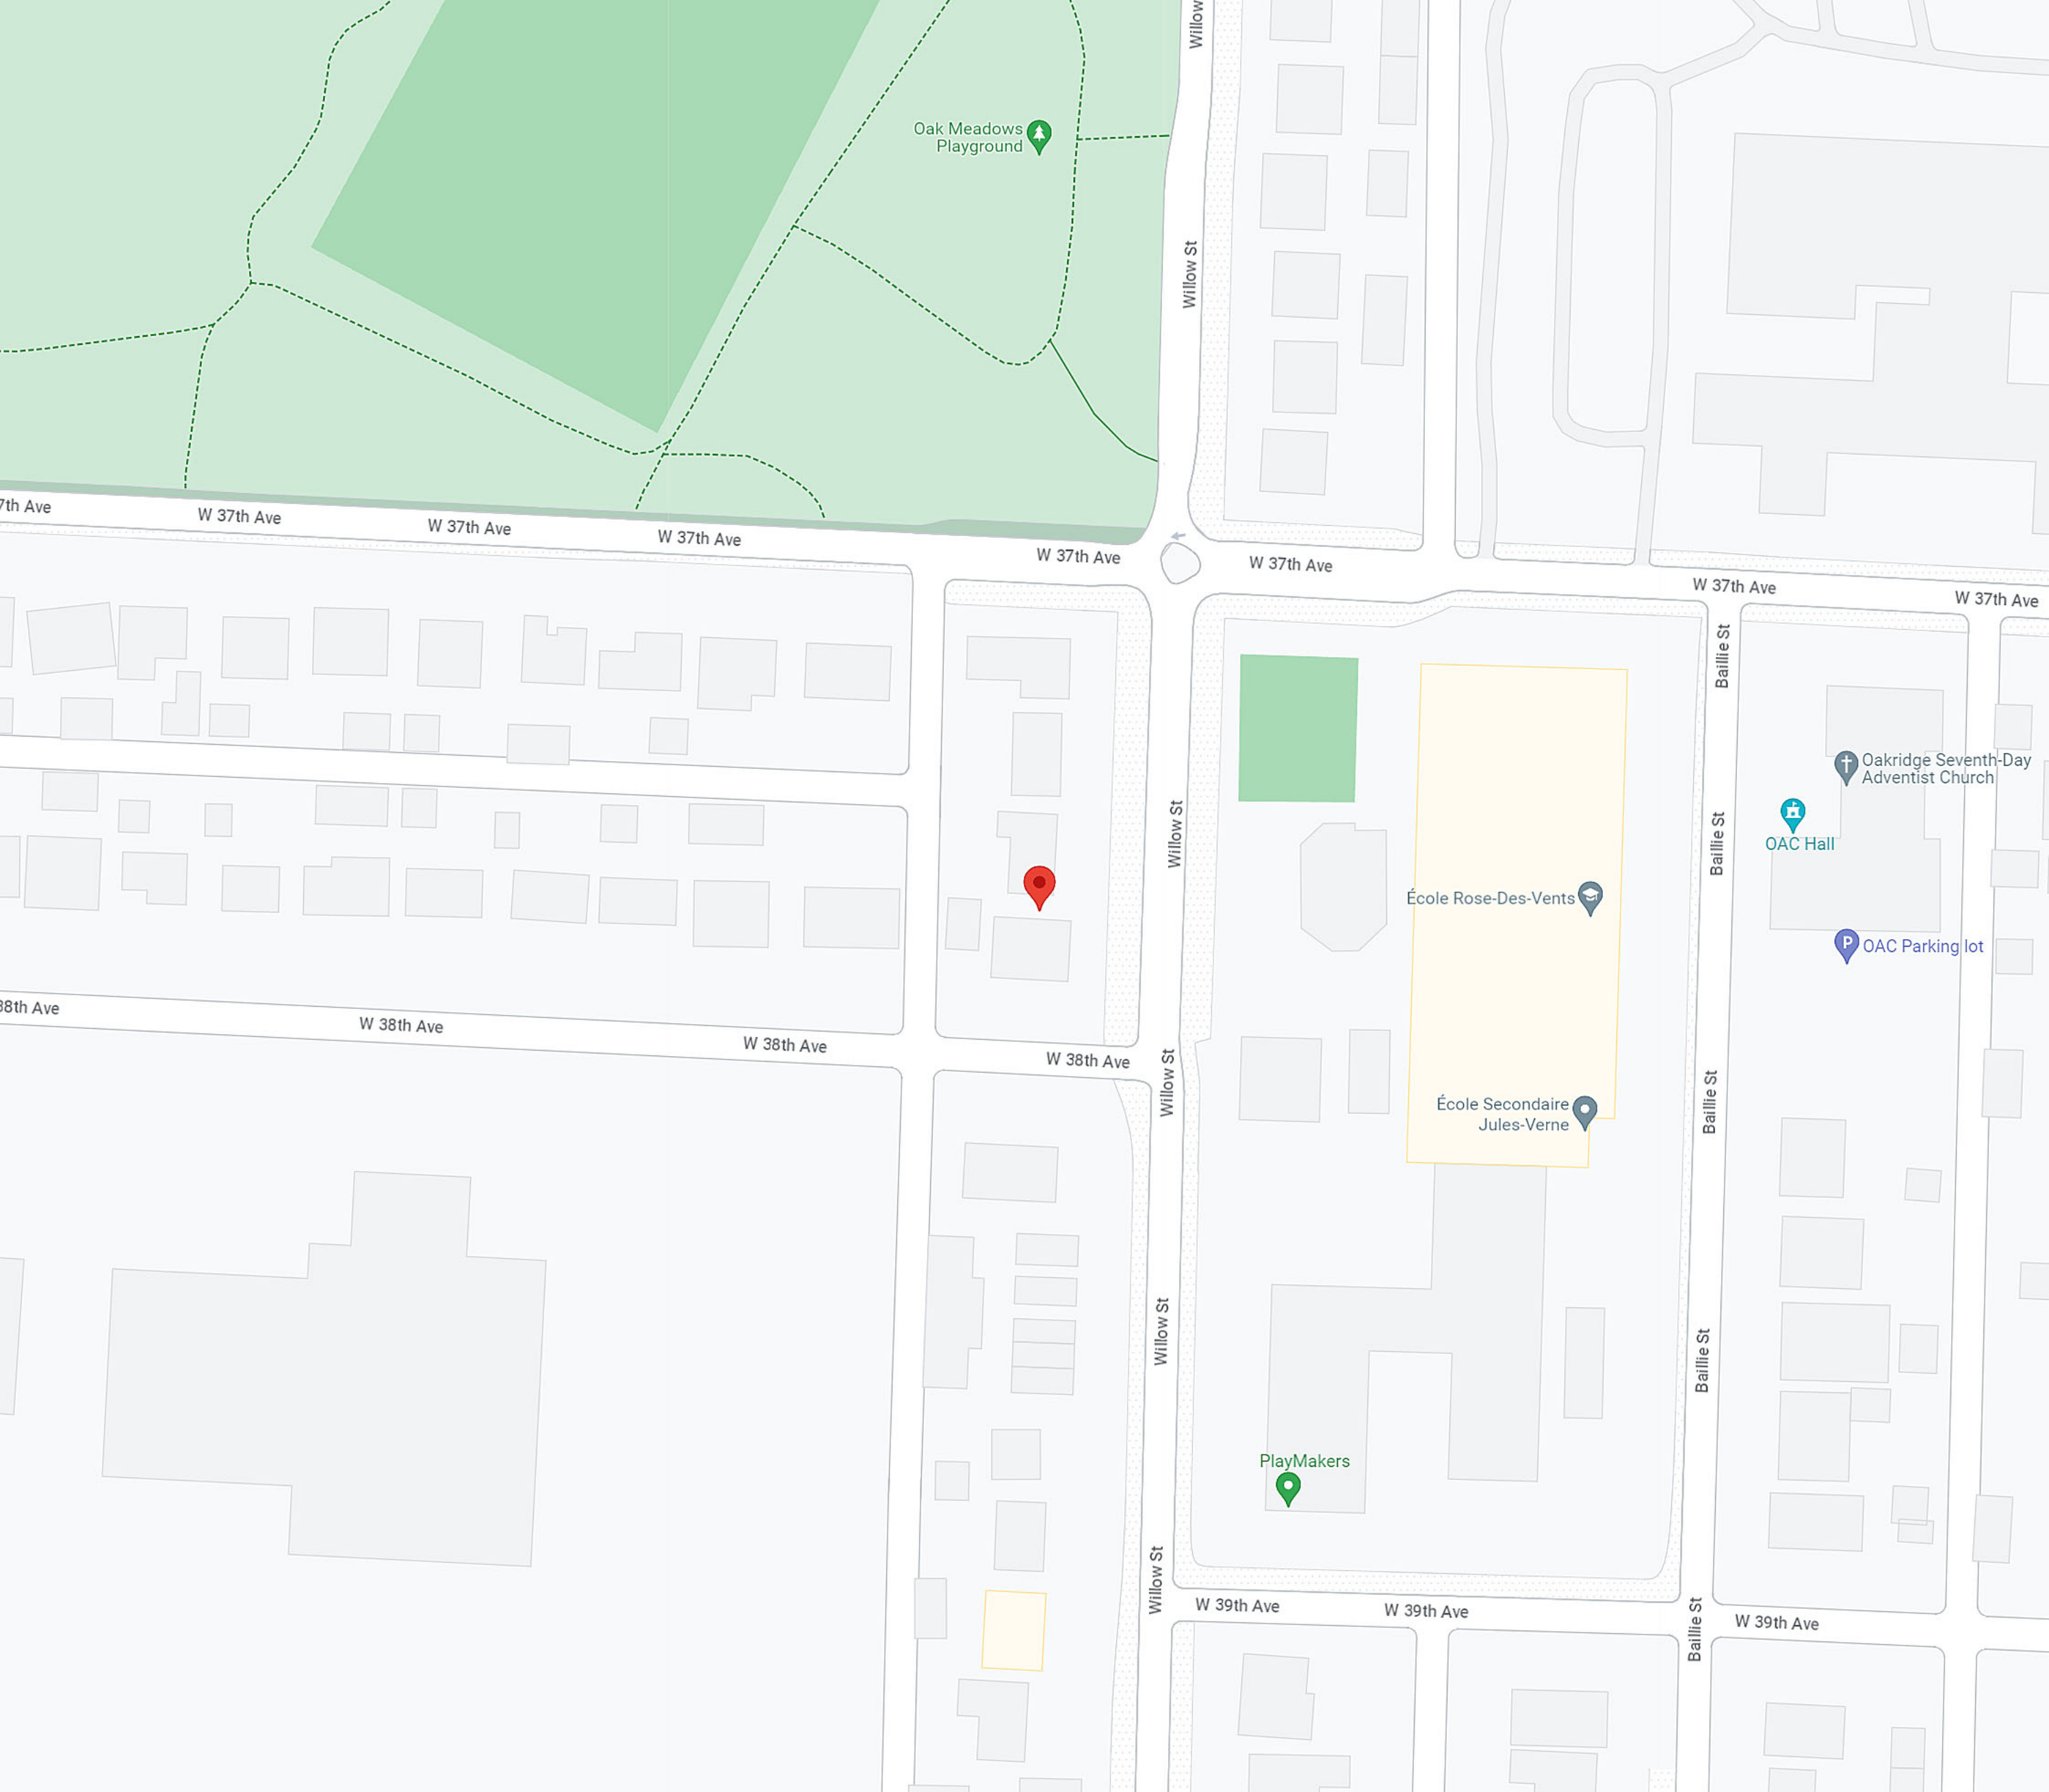 Willow
Oak Meadows
Playground
Willow St
7th Ave
W 37th Ave
W 37th Ave
W 37th Ave
W 37th Ave
W 37th Ave
W 37th Ave
W 37th Ave
Baillie St
Oakridge Seventh-Day
Adventist Church
Willow St
Baillie St
OAC Hall
École Rose-Des-Vents
P
OAC Parking lot
38th Ave
W 38th Ave
W 38th Ave
W 38th Ave
Willow St
Baillie St
École Secondaire
Jules-Verne
Willow St
Baillie St
PlayMakers
Willow St
W 39th Ave
W 39th Ave
W 39th Ave
Baillie St